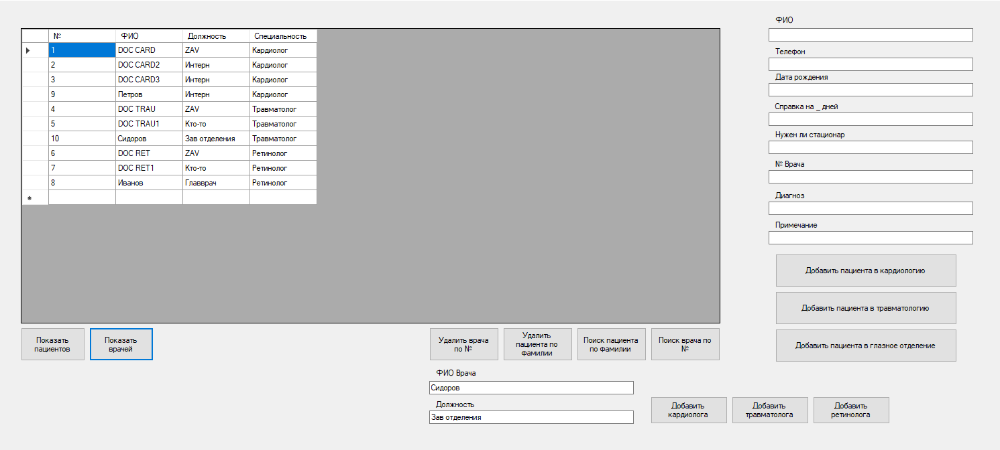 № ФИО Должность Специальность
1 DOC CARD ZAV Кардиолог
2 DOC CARD2 Интерн Кардиолог
3 DOC CARD3 Интерн Кардиолог
9 Петров Интерн Кардиолог
4 DOC TRAU ZAV Травматолог
5 DOC TRAU1 Кто-то Травматолог
10 Сидоров Зав отделения Травматолог
6 DOC RET ZAV Ретинолог
7 DOC RET1 Кто-то Ретинолог
8 Иванов Главврач Ретинолог
ФИО
Телефон
Дата рождения
Справка на _ дней
Нужен ли стационар
№ Врача
Диагноз
Примечание
Добавить пациента в кардиологию
Добавить пациента в травматологию
Добавить пациента в глазное отделение
Показать
пациентов
Показать
врачей
Удалить врача
по №
Удалить
пациента по
фамилии
Поиск пациента
по фамилии
Поиск врача по
№
ФИО Врача
Сидоров
Должность
Зав отделения
Добавить
кардиолога
Добавить
травматолога
Добавить
ретинолога